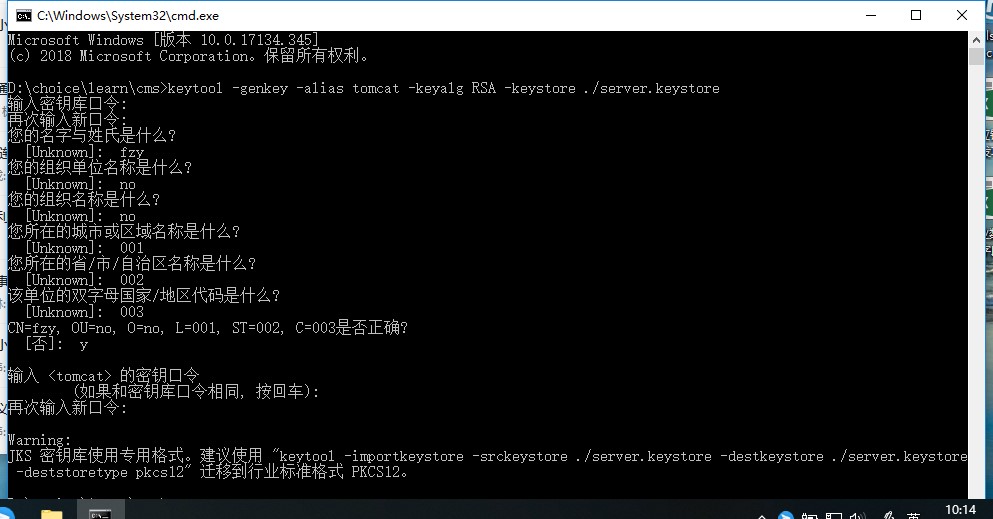 C:\Windows\System32\cmd.exe
Microsoft Windows [版本 10.0.17134.345]
(c) 2018 Microsoft Corporation。保留所有权利。
D:\choice\learn\cms>keytool -genkey -alias tomcat -keyalg RSA -keystore ./server.keystore
输入密钥库口令:
再次输入新口令:
您的名字与姓氏是什么?
[Unknown]:  fzy
您的组织单位名称是什么?
[Unknown]:  no
您的组织名称是什么?
[Unknown]:  no
您所在的城市或区域名称是什么?
[Unknown]:  001
您所在的省/市/自治区名称是什么?
[Unknown]:  002
该单位的双字母国家/地区代码是什么?
[Unknown]:  003
CN=fzy, OU=no, O=no, L=001, ST=002, C=003是否正确?
[否]:  y
输入 <tomcat> 的密钥口令
(如果和密钥库口令相同, 按回车):
再次输入新口令:
Warning:
JKS 密钥库使用专用格式。建议使用 "keytool -importkeystore -srckeystore ./server.keystore -destkeystore ./server.keystore
-deststoretype pkcs12" 迁移到行业标准格式 PKCS12。
英
10:14